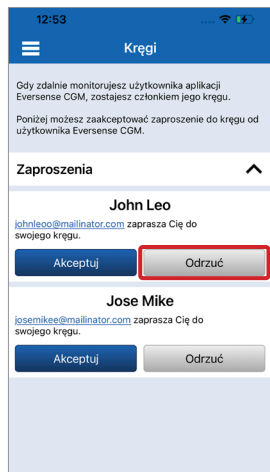 12:53
Kręgi
Gdy zdalnie monitorujesz użytkownika aplikacji
Eversense CGM, zostajesz członkiem jego kręgu.
Poniżej możesz zaakceptować zaproszenie do kręgu od
użytkownika Eversense CGM.
Zaproszenia
John Leo
johnleoo@mailinator.com zaprasza Cię do
swojego kręgu.
Akceptuj Odrzuć
Jose Mike
josemikee@mailinator.com zaprasza Cię do
swojego kręgu.
Akceptuj Odrzuć